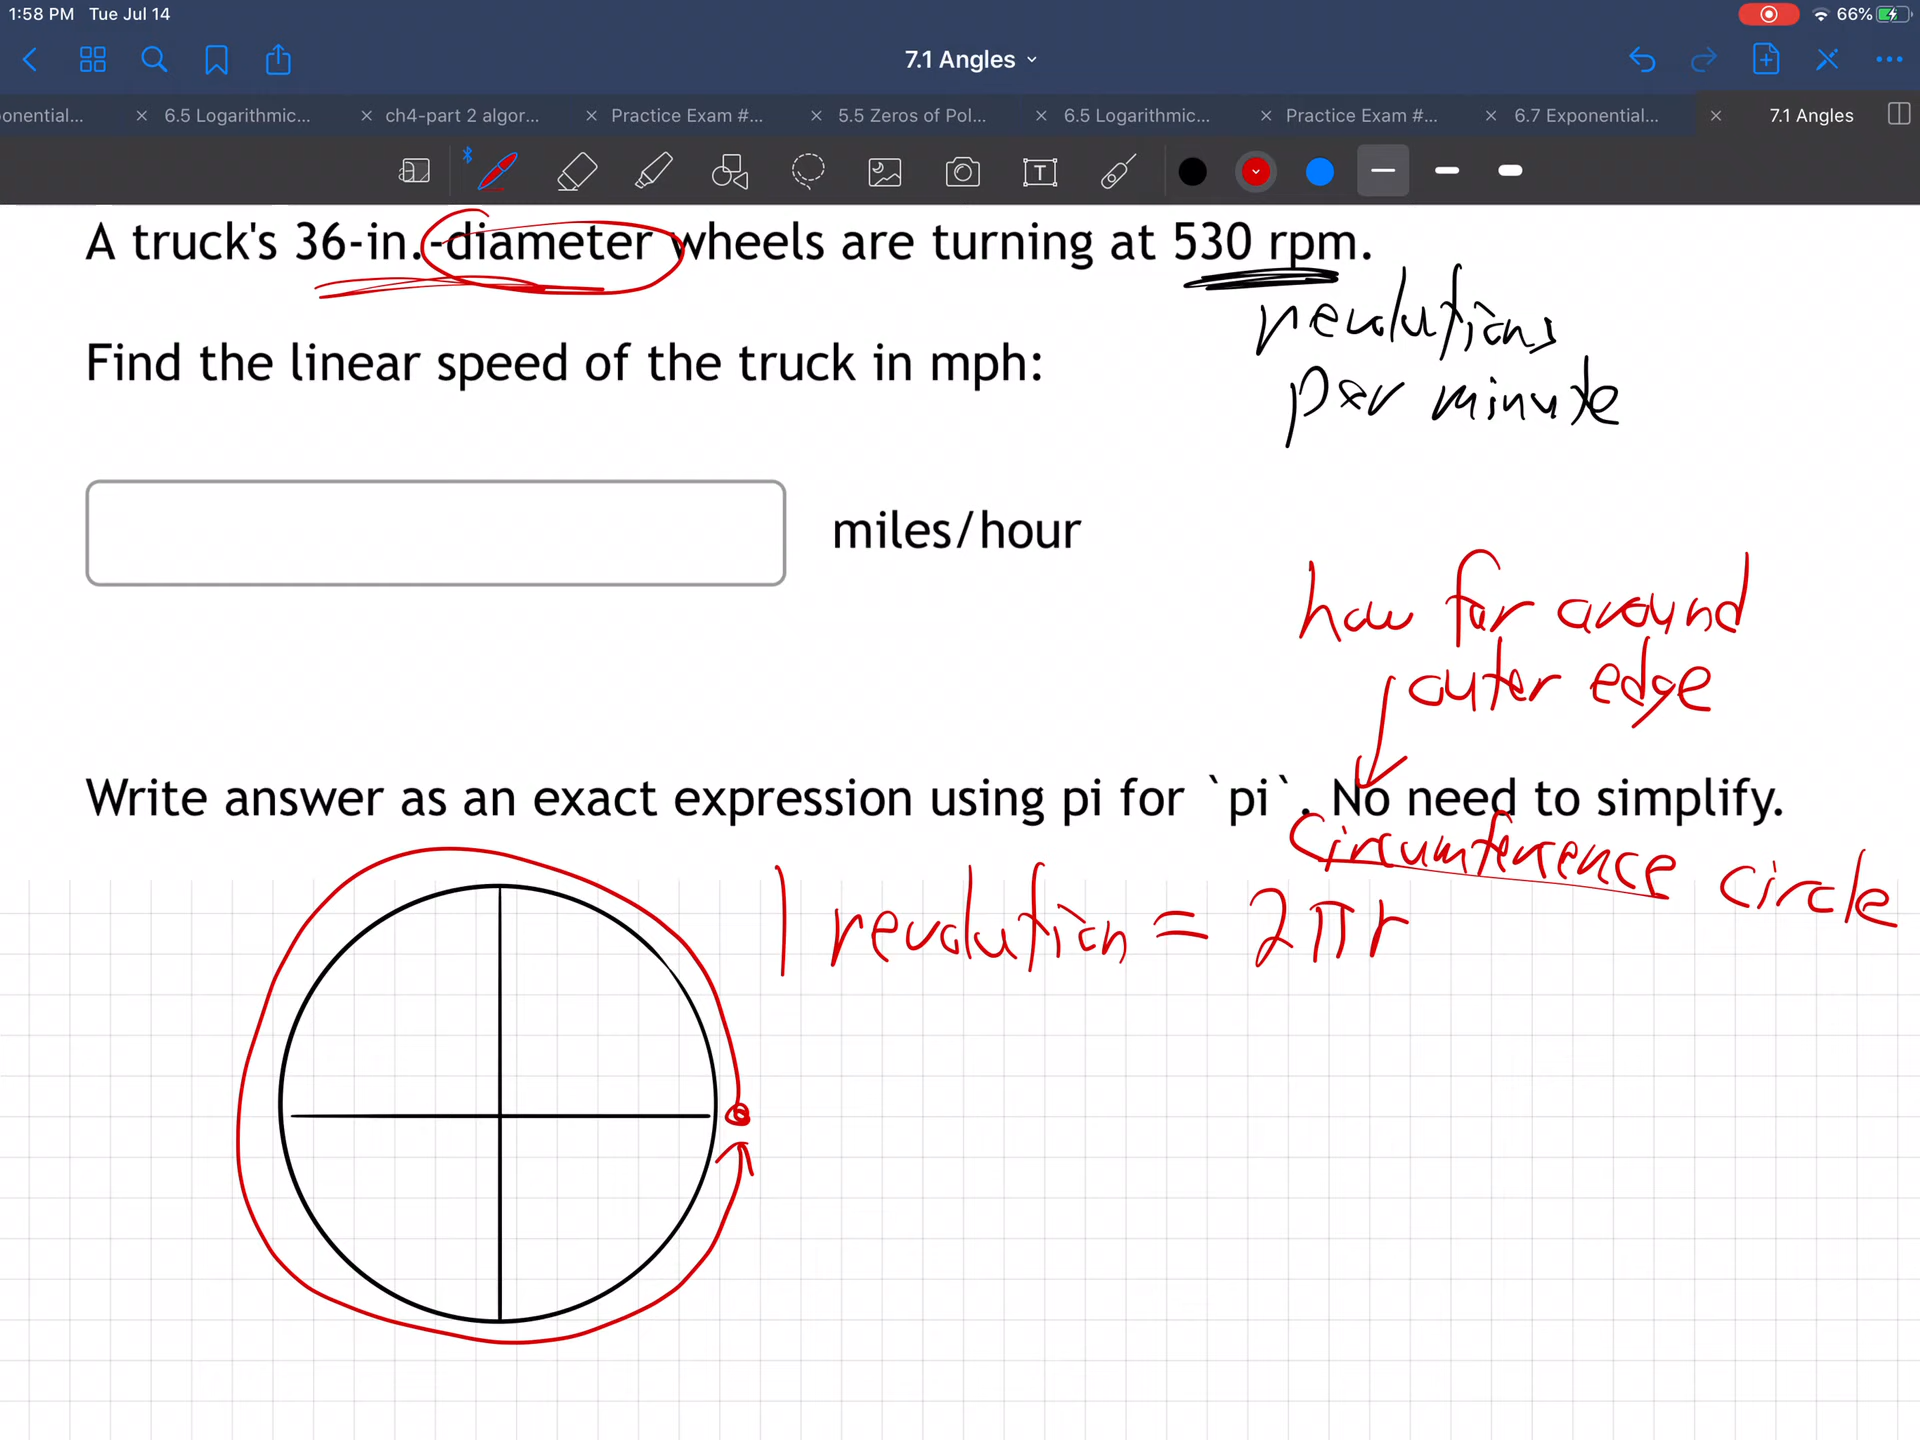 1:58 PM Tue Jul 14
66%
7.1 Angles
onential...
6.5 Logarithmic...
ch4-part 2 algor...
Practice Exam #...
5.5 Zeros of Pol...
6.5 Logarithmic...
Practice Exam #...
6.7 Exponential...
7.1 Angles
T
A truck's 36-in.-diameter wheels are turning at 530 rpm.
revolutions
per minute
Find the linear speed of the truck in mph:
miles/hour
how far around
outer edge
Write answer as an exact expression using pi for `pi`. No need to simplify.
Circumference circle
1 revolution = 2πr